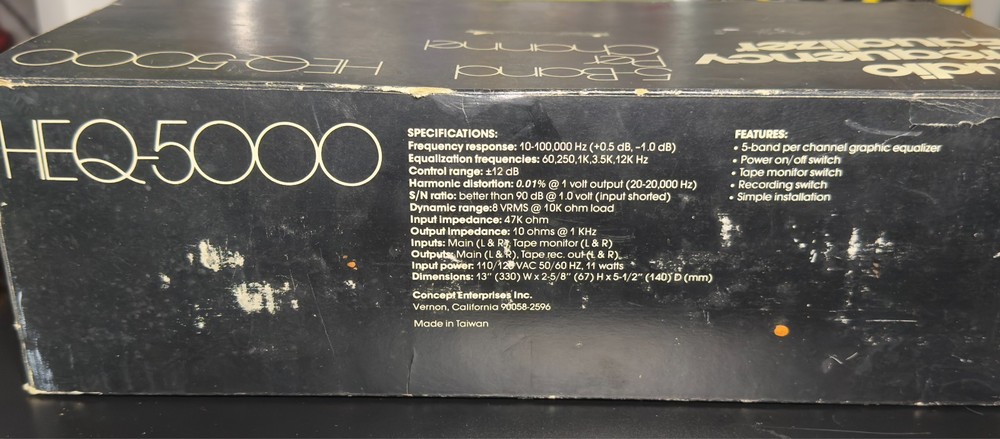 HEQ-5000
5-Band Per Channel
Audio Frequency Equalizer
HEQ-5000
SPECIFICATIONS:
Frequency response: 10-100,000 Hz (+0.5 dB, -1.0 dB)
Equalization frequencies: 60,250,1K,3.5K,12K Hz
Control range: ±12 dB
Harmonic distortion: 0.01% @ 1 volt output (20-20,000 Hz)
S/N ratio: better than 90 dB @ 1.0 volt (input shorted)
Dynamic range:8 VRMS @ 10K ohm load
Input impedance: 47K ohm
Output impedance: 10 ohms @ 1 KHz
Inputs: Main (L & R), Tape monitor (L & R)
Outputs: Main (L & R), Tape rec. out (L & R)
Input power: 110/120 VAC 50/60 HZ, 11 watts
Dimensions: 13" (330) W x 2-5/8" (67) H x 5-1/2" (140) D (mm)
Concept Enterprises Inc.
Vernon, California 90058-2596
Made in Taiwan
FEATURES:
• 5-band per channel graphic equalizer
• Power on/off switch
• Tape monitor switch
• Recording switch
• Simple installation